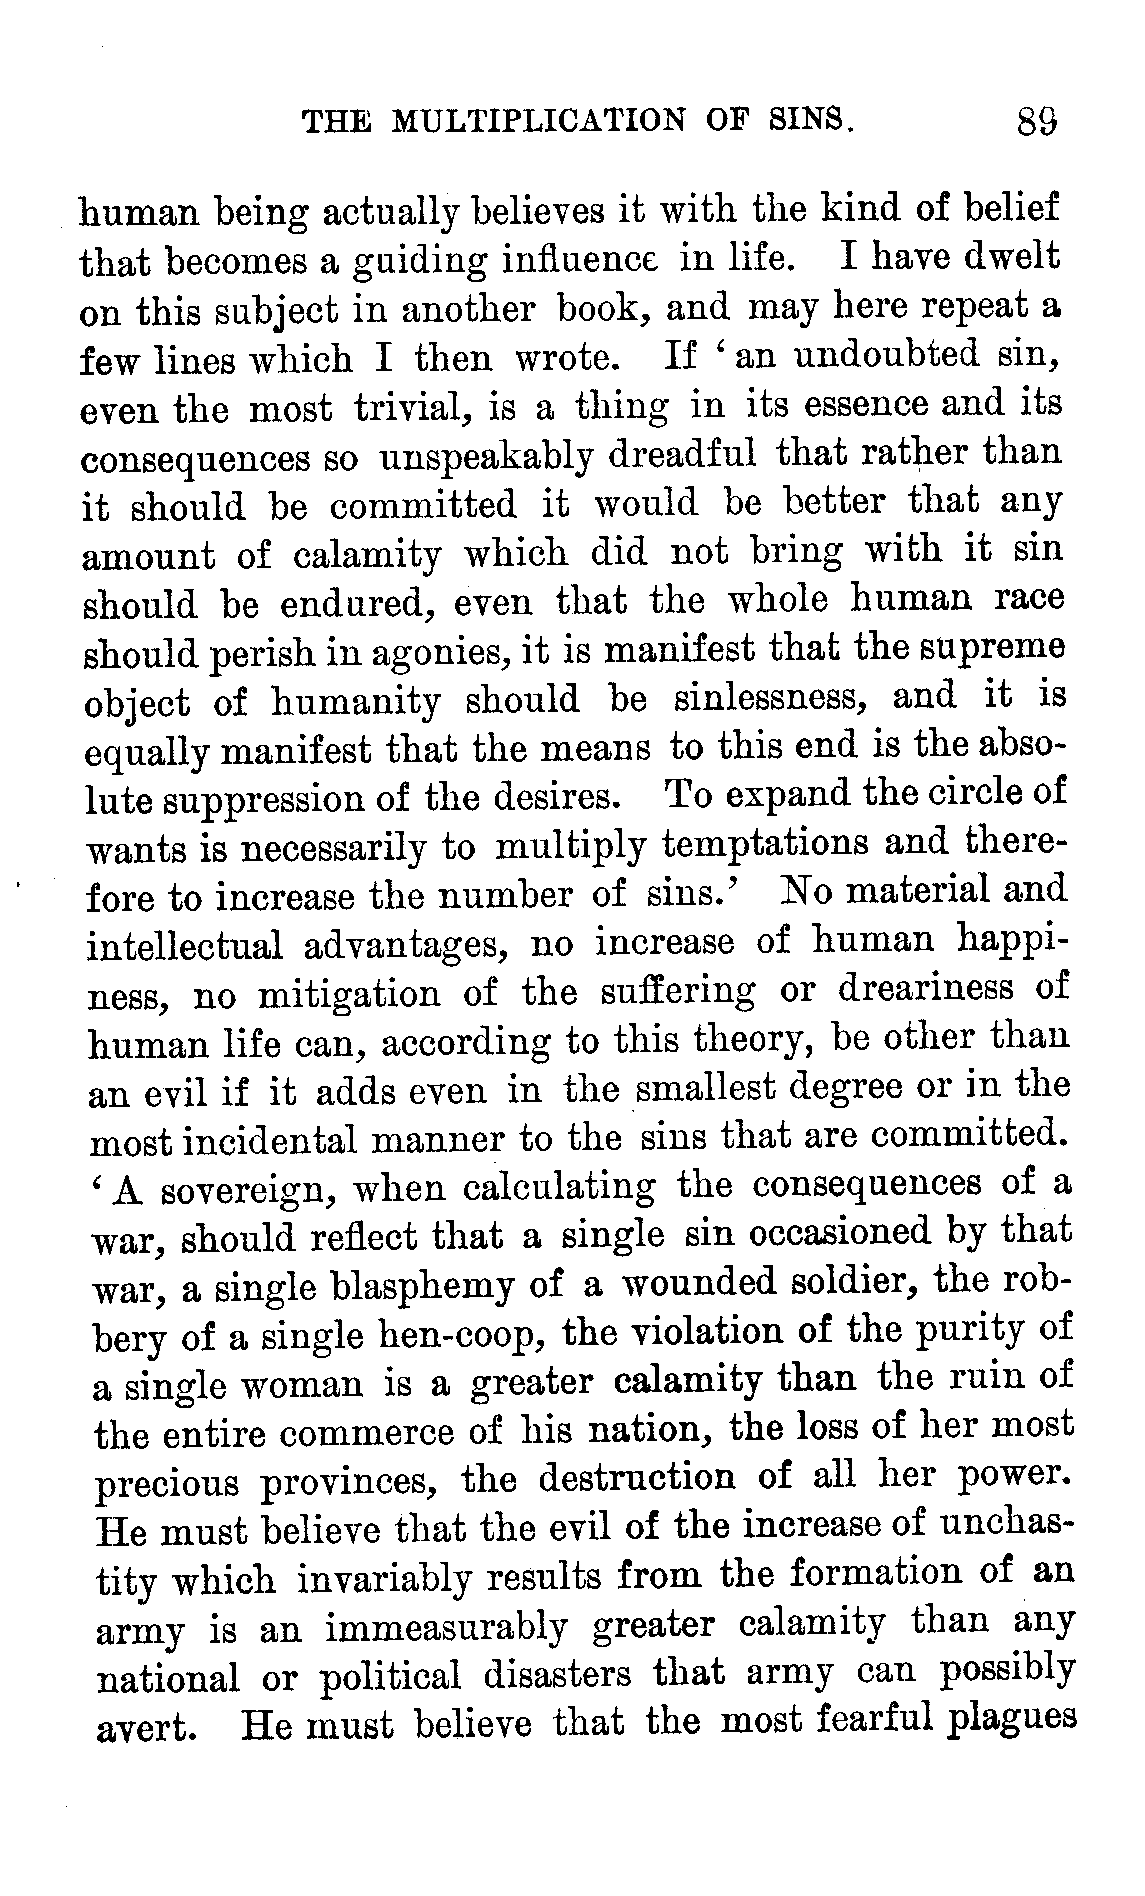 THE MULTIPLICATION OF SINS. 89
human being actually believes it with the kind of belief
that becomes a guiding influence in life. I have dwelt
on this subject in another book, and may here repeat a
few lines which I then wrote. If ‘ an undoubted sin,
even the most trivial, is a thing in its essence and its
consequences so unspeakably dreadful that rather than
it should be committed it would be better that any
amount of calamity which did not bring with it sin
should be endured, even that the whole human race
should perish in agonies, it is manifest that the supreme
object of humanity should be sinlessness, and it is
equally manifest that the means to this end is the abso-
lute suppression of the desires. To expand the circle of
wants is necessarily to multiply temptations and there-
fore to increase the number of sins.’ No material and
intellectual advantages, no increase of human happi-
ness, no mitigation of the suffering or dreariness of
human life can, according to this theory, be other than
an evil if it adds even in the smallest degree or in the
most incidental manner to the sins that are committed.
‘ A sovereign, when calculating the consequences of a
war, should reflect that a single sin occasioned by that
war, a single blasphemy of a wounded soldier, the rob-
bery of a single hen-coop, the violation of the purity of
a single woman is a greater calamity than the ruin of
the entire commerce of his nation, the loss of her most
precious provinces, the destruction of all her power.
He must believe that the evil of the increase of unchas-
tity which invariably results from the formation of an
army is an immeasurably greater calamity than any
national or political disasters that army can possibly
avert. He must believe that the most fearful plagues